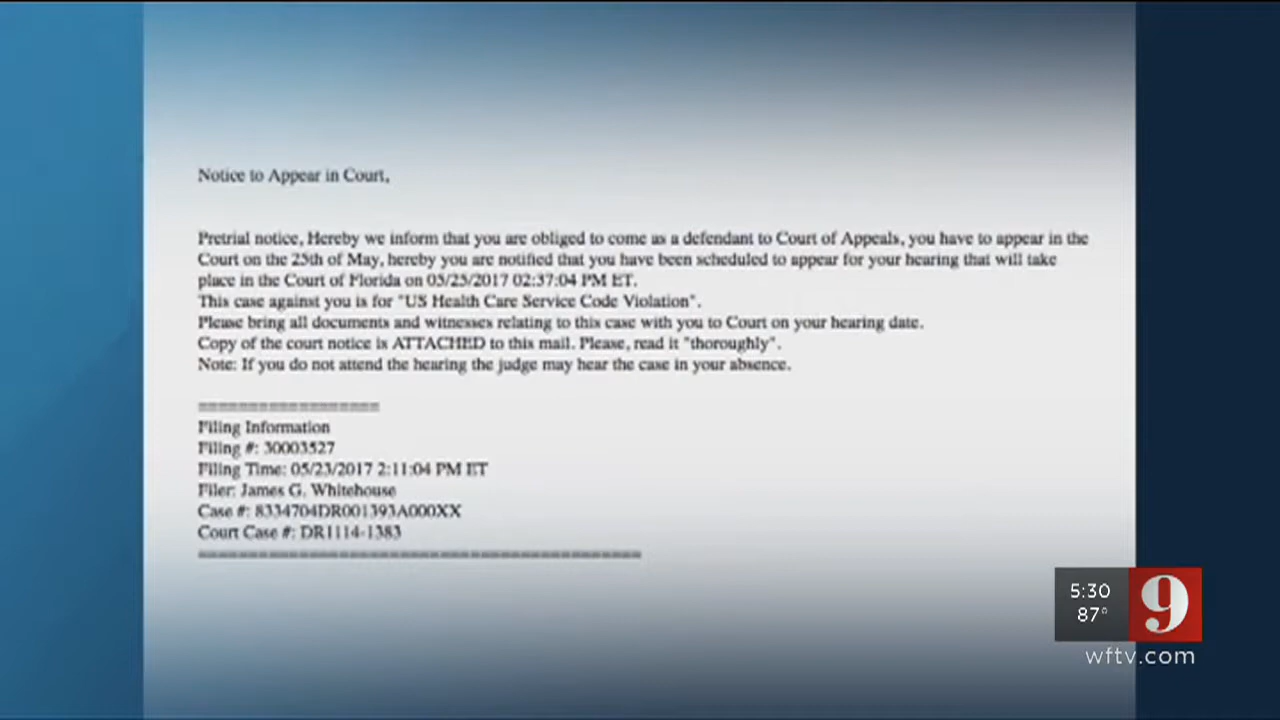 Notice to Appear in Court,
Pretrial notice, Hereby we inform that you are obliged to come as a defendant to Court of Appeals, you have to appear in the
Court on the 25th of May, hereby you are notified that you have been scheduled to appear for your hearing that will take
place in the Court of Florida on 05/25/2017 02:37:04 PM ET.
This case against you is for "US Health Care Service Code Violation".
Please bring all documents and witnesses relating to this case with you to Court on your hearing date.
Copy of the court notice is ATTACHED to this mail. Please, read it "thoroughly".
Note: If you do not attend the hearing the judge may hear the case in your absence.
==================
Filing Information
Filing #: 30003527
Filing Time: 05/23/2017 2:11:04 PM ET
Filer: James G. Whitehouse
Case #: 8334704DR001393A000XX
Court Case #: DR1114-1383
============================================
5:30
87°
9
wftv.com